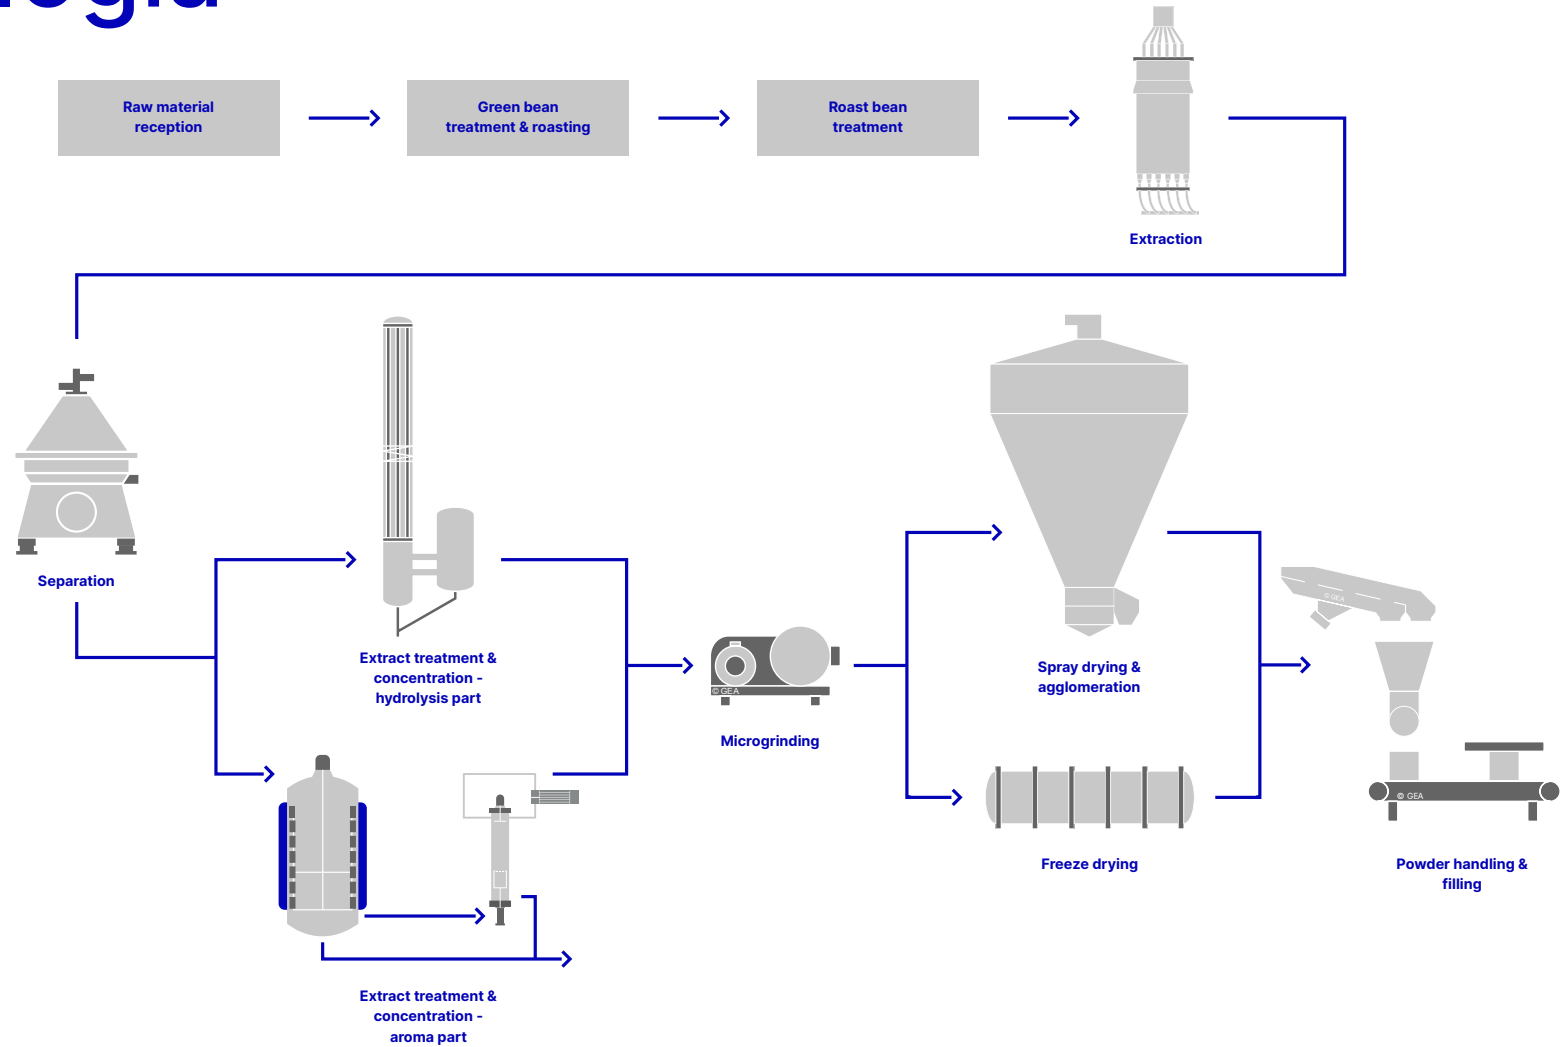 Raw material
reception
Green bean
treatment & roasting
Roast bean
treatment
Extraction
Separation
Extract treatment &
concentration -
hydrolysis part
© GEA
Microgrinding
Spray drying &
agglomeration
© GEA
© GEA
Freeze drying
Powder handling &
filling
Extract treatment &
concentration -
aroma part